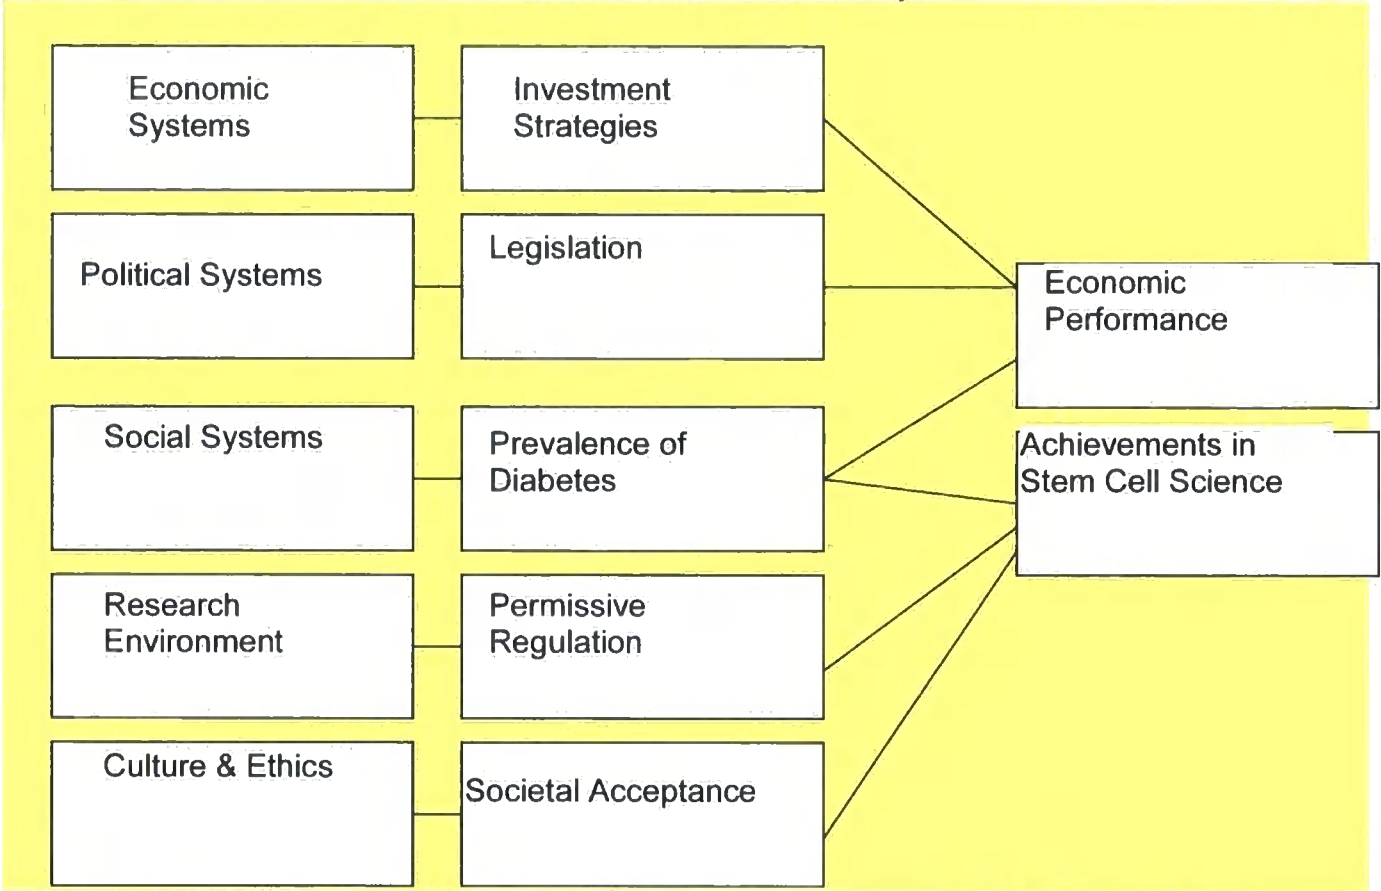 Economic
Systems
Investment
Strategies
Political Systems
Legislation
Economic
Performance
Social Systems
Prevalence of
Diabetes
Achievements in
Stem Cell Science
Research
Environment
Permissive
Regulation
Culture & Ethics
Societal Acceptance